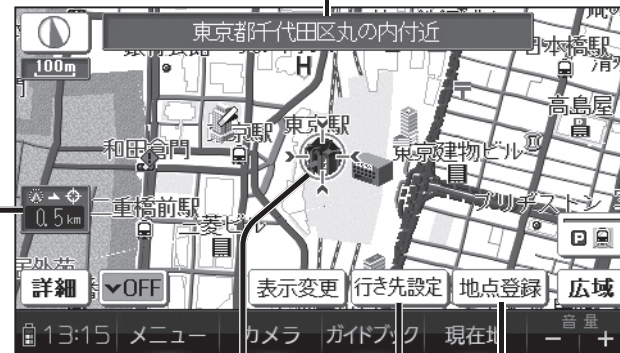 東京都千代田区丸の内付近
100m
H
日本橋駅
高島屋
東京駅
京駅
和田倉門
東京建物ビル
二重橋前駅
0.5km
三菱ビル
ブリヂストン
P
詳細
OFF
表示変更
行き先設定
地点登録
広域
13:15
メニュー
カメラ
ガイドブック
現在地
音量
－
＋